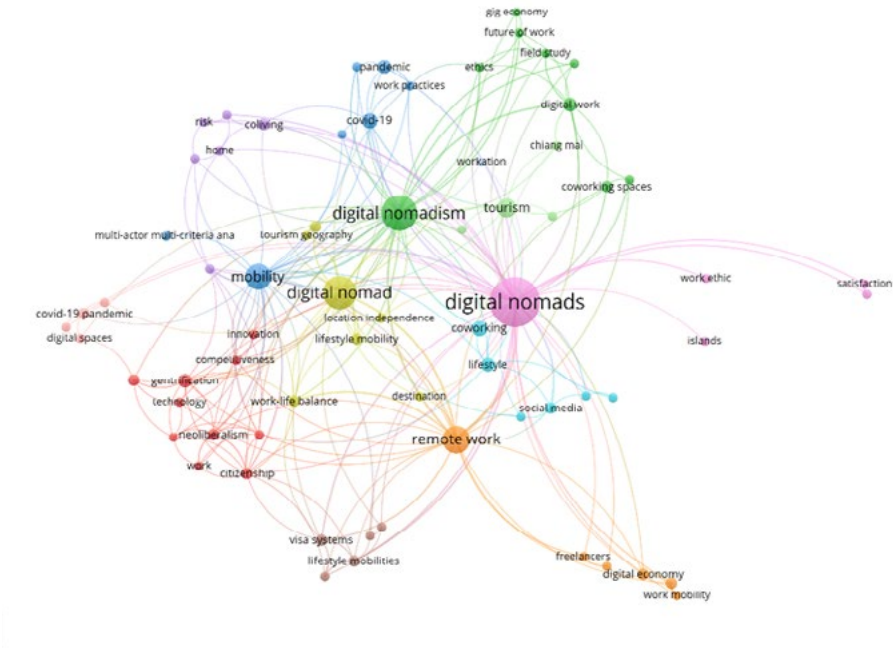 gig economy
future of work
field study
pandemic
ethics
work practices
digital work
risk
coliving
covid-19
chiang mai
home
workation
coworking spaces
digital nomadism
tourism
multi-actor multi-criteria ana
tourism geography
mobility
digital nomad
work ethic
satisfaction
digital nomads
covid-19 pandemic
location independence
coworking
digital spaces
innovation
lifestyle mobility
islands
competitiveness
lifestyle
gentrification
technology
work-life balance
destination
social media
neoliberalism
remote work
work
citizenship
visa systems
lifestyle mobilities
freelancers
digital economy
work mobility